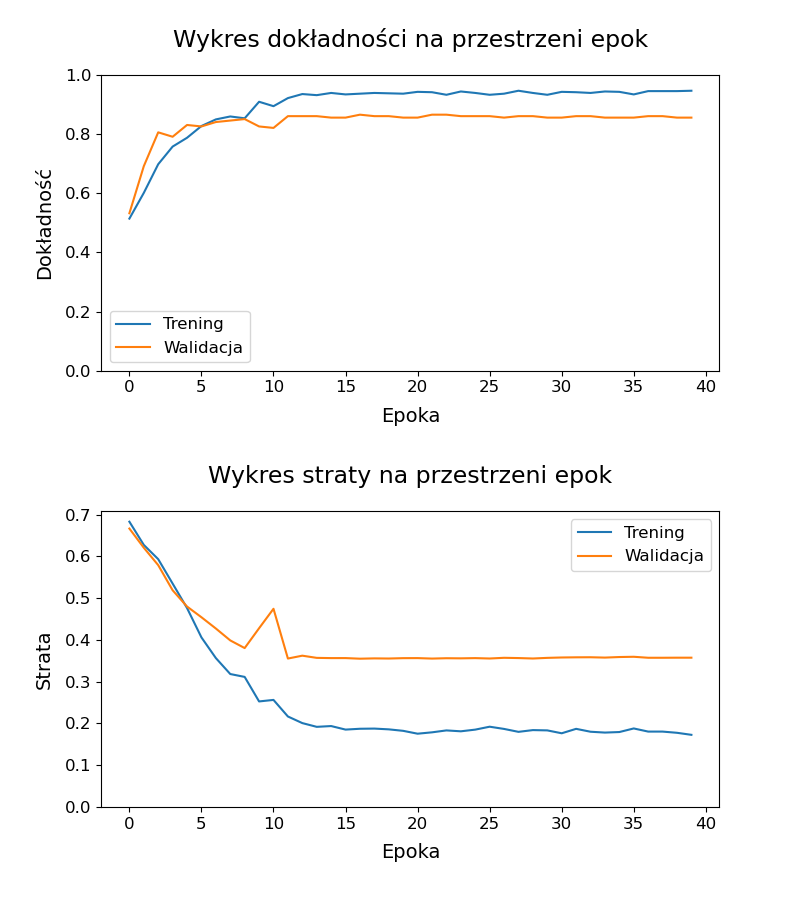 Wykres dokładności na przestrzeni epok
1.0
0.8
0.6
0.4
0.2
0.0
Dokładność
Trening
Walidacja
0 5 10 15 20 25 30 35 40
Epoka
Wykres straty na przestrzeni epok
0.7
0.6
0.5
0.4
0.3
0.2
0.1
0.0
Strata
Trening
Walidacja
0 5 10 15 20 25 30 35 40
Epoka